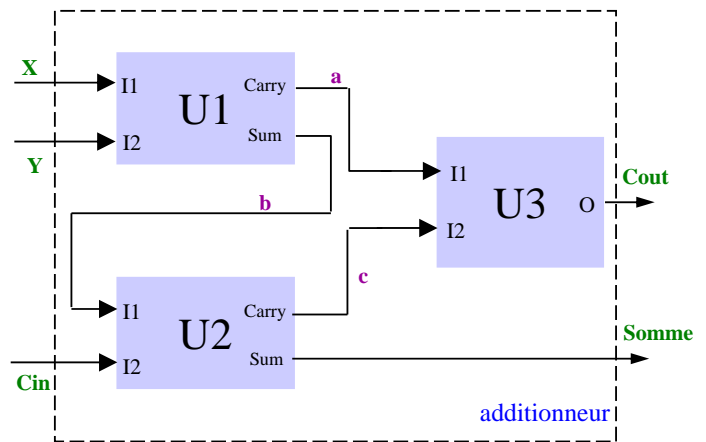 X
I1
Carry
a
U1
I2
Sum
Y
I1
Cout
U3
O
b
I2
c
I1
Carry
U2
Somme
I2
Sum
Cin
additionneur